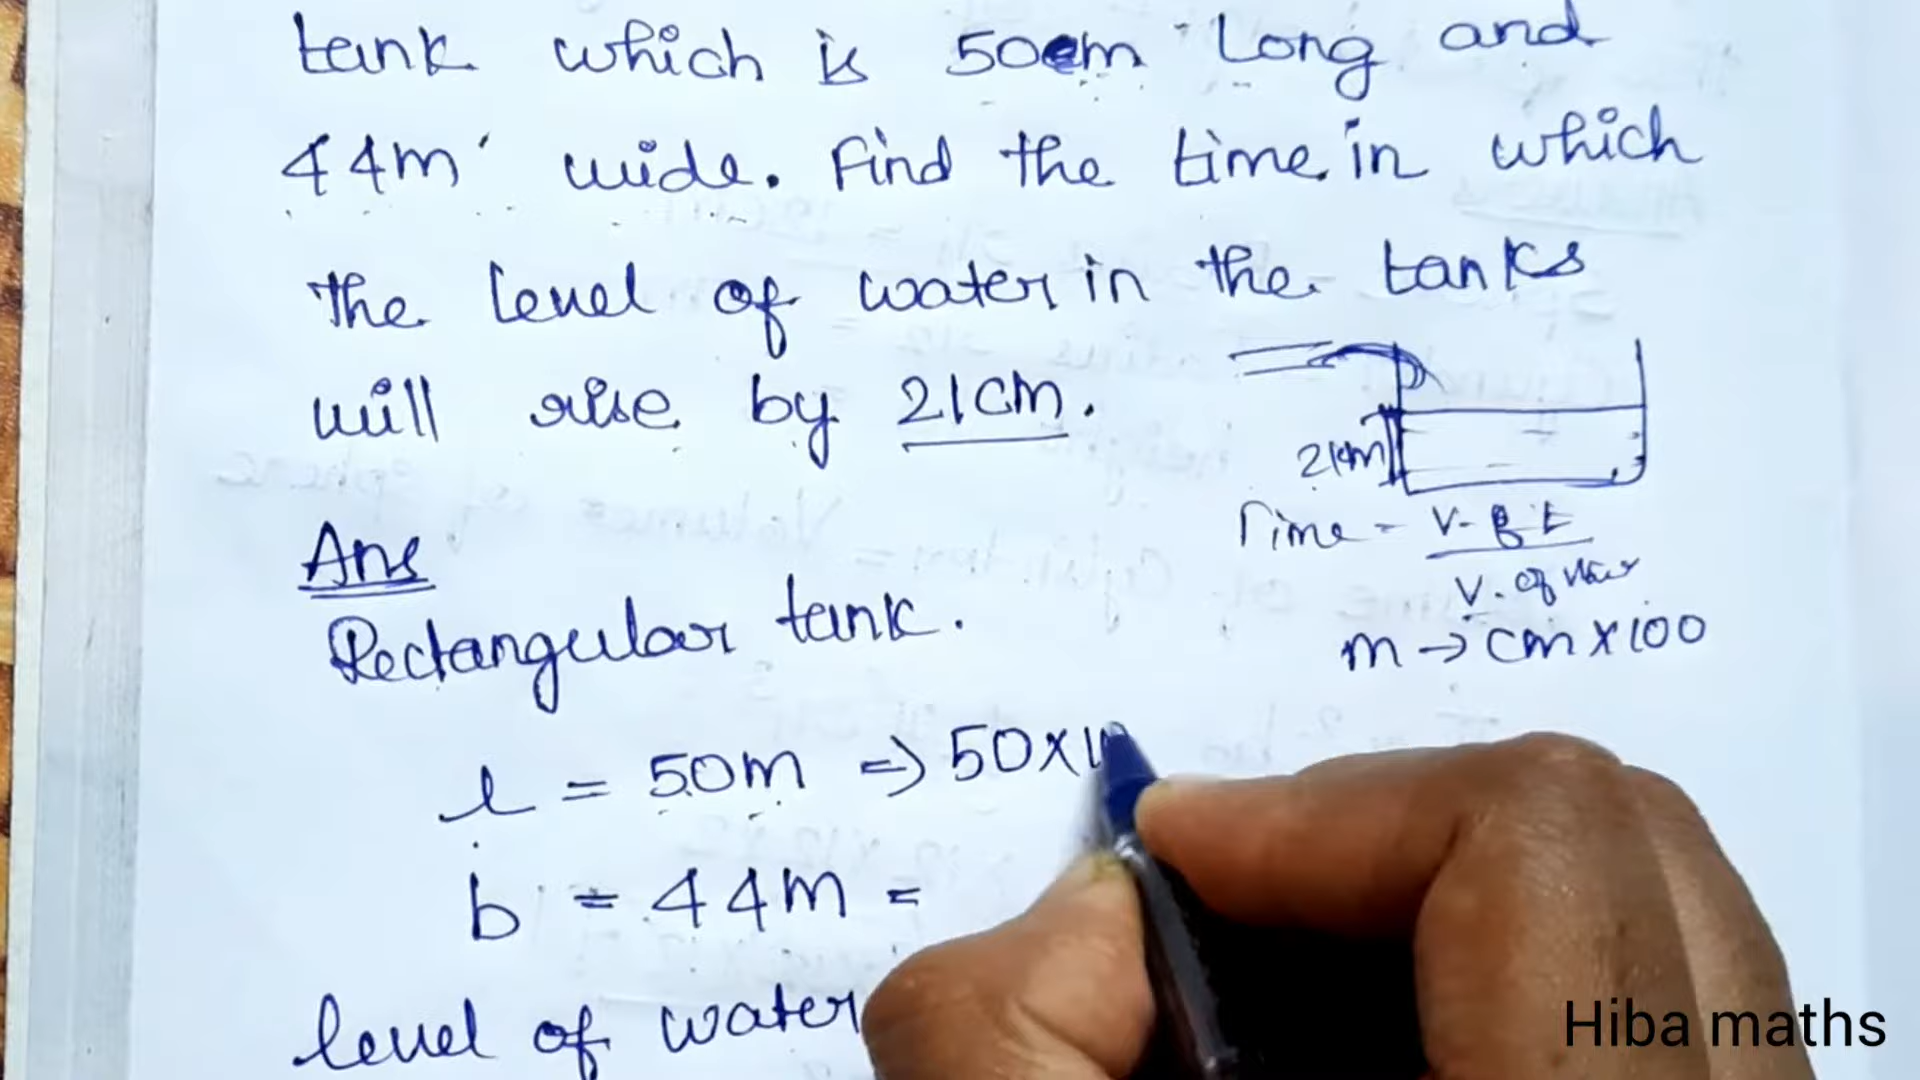 tank which is 50m long and
44m wide. Find the time in which
the level of water in the tanks
will rise by 21cm.
21cm
Time =
V. of
m → cm × 100
Ans
Rectangular tank.
l = 50m ⇒ 50×10
b = 44m =
level of water
Hiba maths